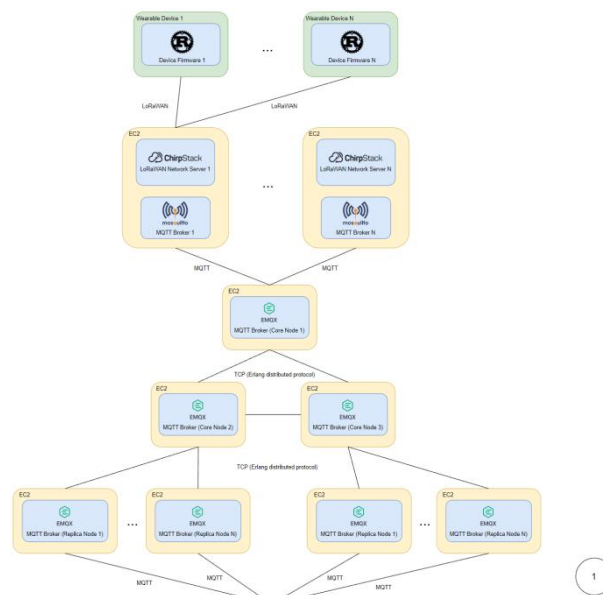 Wearable Device 1
Wearable Device N
Device Firmware 1
...
Device Firmware N
LoRaWAN
LoRaWAN
EC2
EC2
ChirpStack
ChirpStack
LoRaWAN Network Server 1
LoRaWAN Network Server N
...
mosquitto
mosquitto
MQTT Broker 1
MQTT Broker N
MQTT
MQTT
EC2
EMQX
MQTT Broker (Core Node 1)
TCP (Erlang distributed protocol)
EC2
EC2
EMQX
EMQX
MQTT Broker (Core Node 2)
MQTT Broker (Core Node 3)
TCP (Erlang distributed protocol)
EC2
EC2
EC2
EC2
EMQX
EMQX
EMQX
EMQX
...
...
MQTT Broker (Replica Node 1)
MQTT Broker (Replica Node N)
MQTT Broker (Replica Node 1)
MQTT Broker (Replica Node N)
MQTT
MQTT
MQTT
MQTT
1